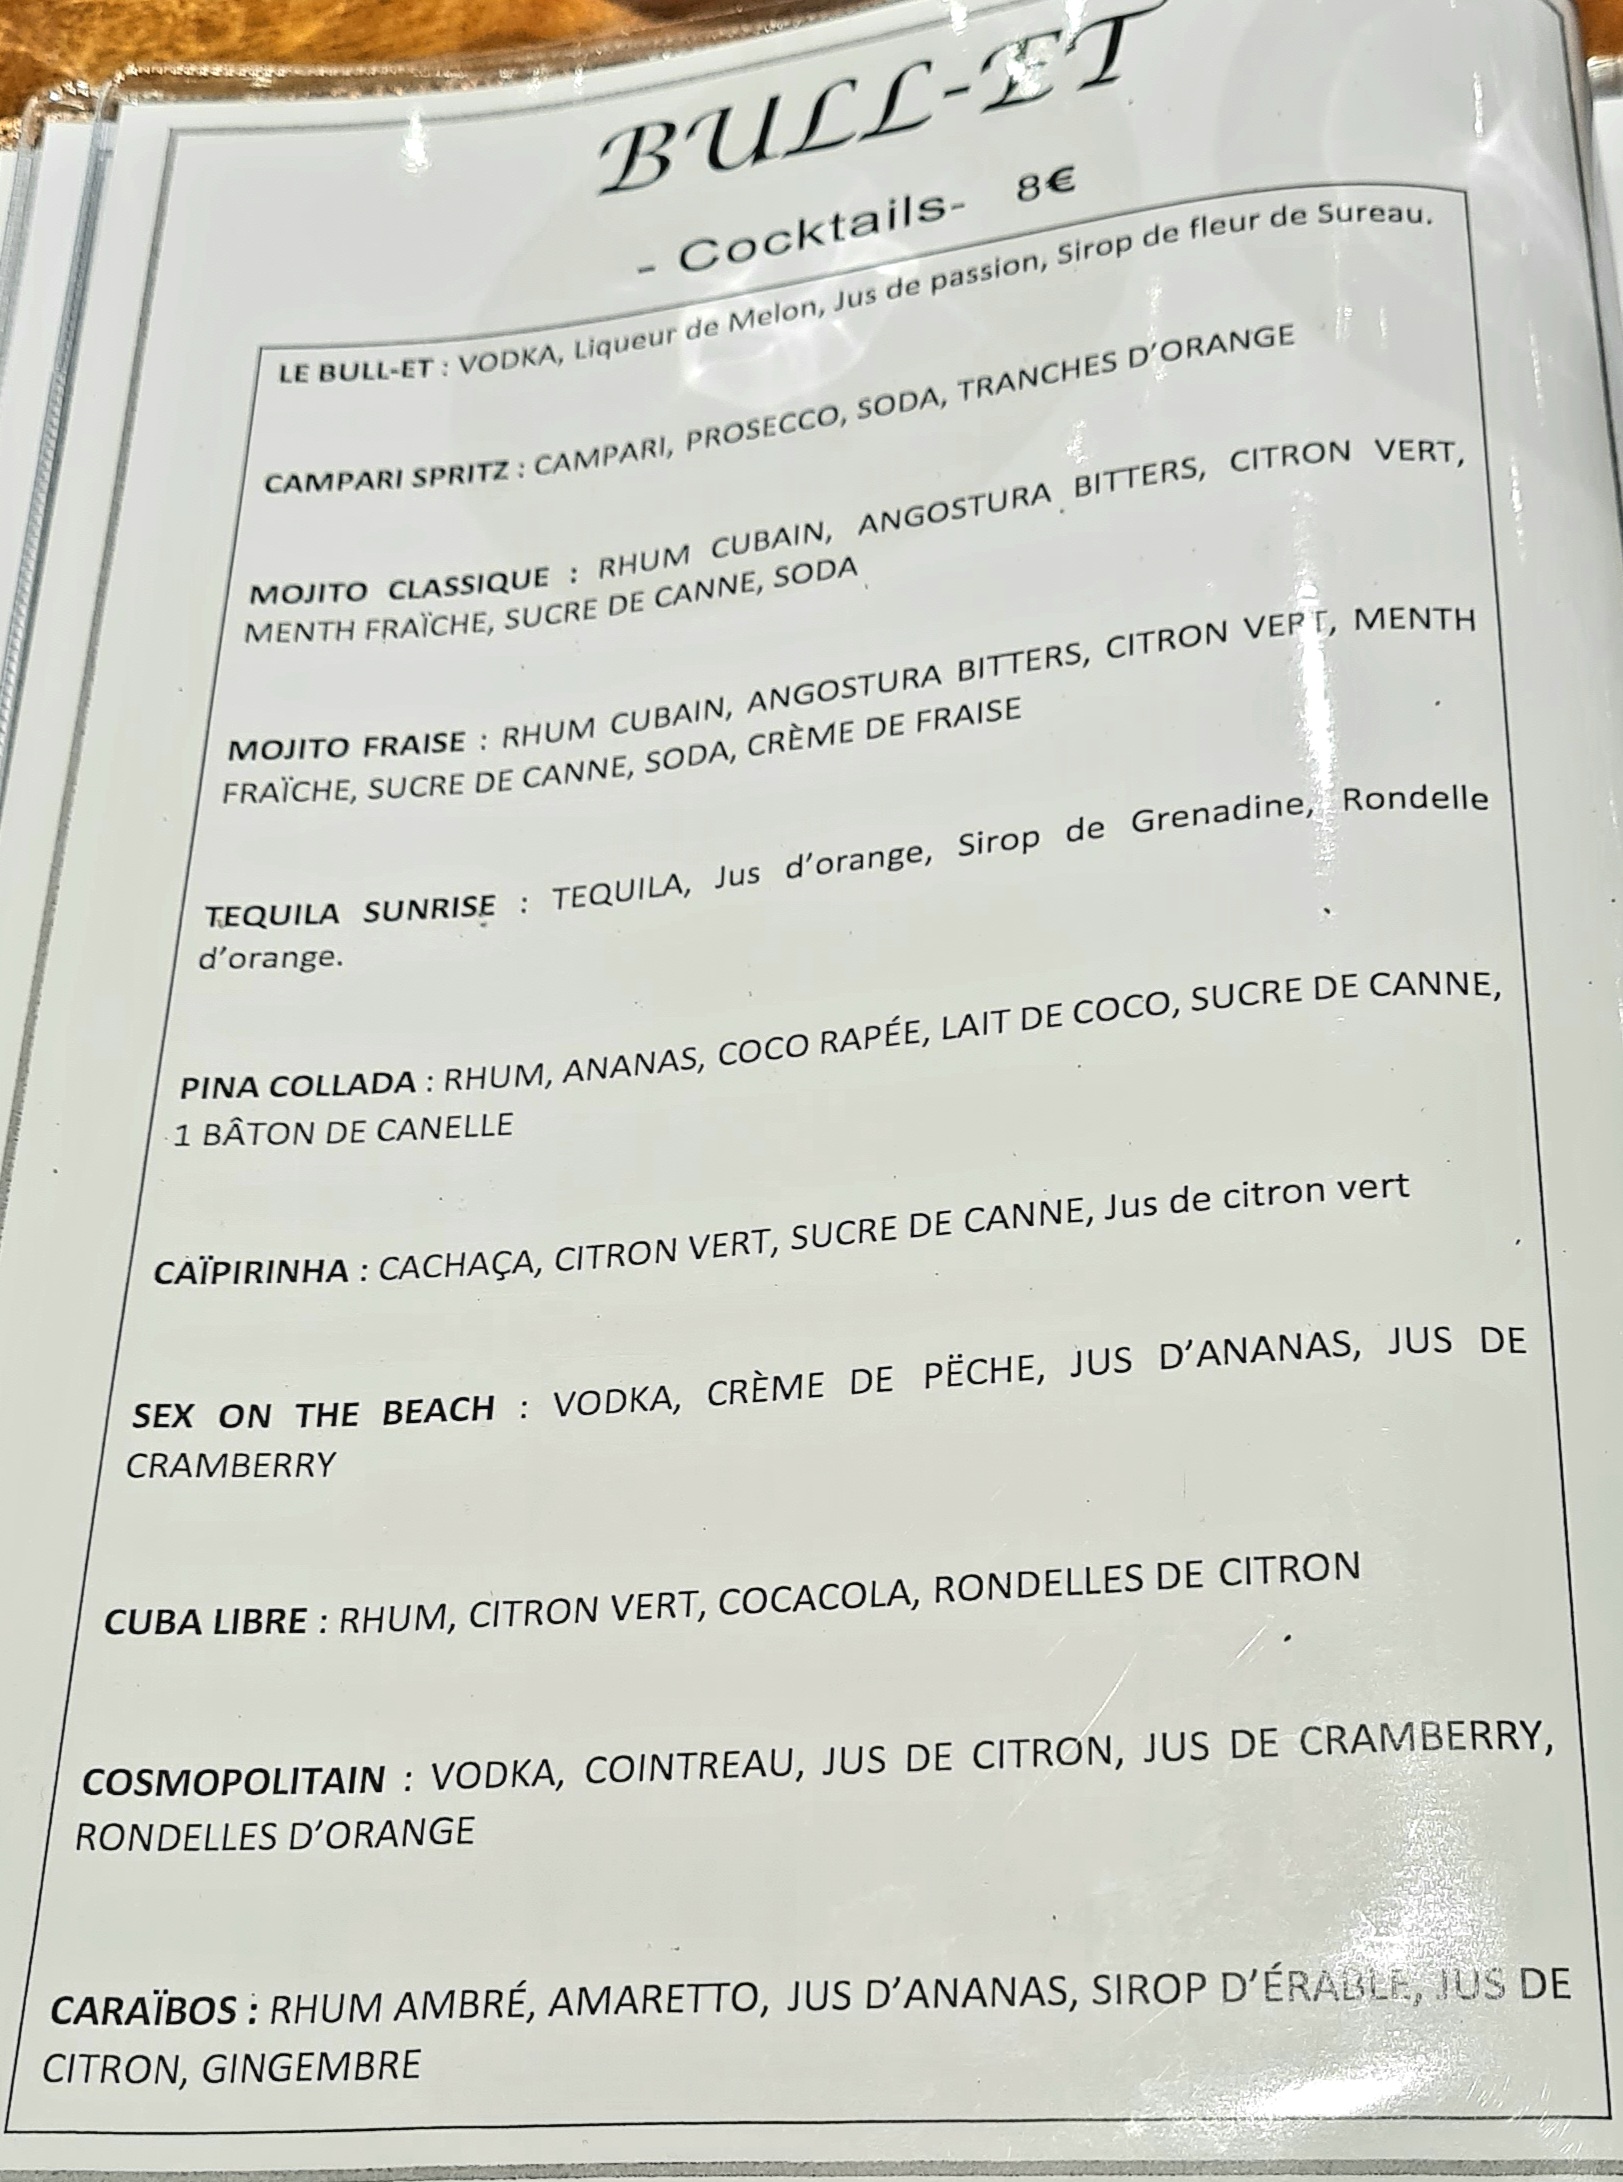 BULL-ET
- Cocktails- 8€
LE BULL-ET : VODKA, Liqueur de Melon, Jus de passion, Sirop de fleur de Sureau.
CAMPARI SPRITZ : CAMPARI, PROSECCO, SODA, TRANCHES D'ORANGE
MOJITO CLASSIQUE : RHUM CUBAIN, ANGOSTURA BITTERS, CITRON VERT,
MENTH FRAÏCHE, SUCRE DE CANNE, SODA
MOJITO FRAISE : RHUM CUBAIN, ANGOSTURA BITTERS, CITRON VERT, MENTH
FRAÏCHE, SUCRE DE CANNE, SODA, CRÈME DE FRAISE
TEQUILA SUNRISE : TEQUILA, Jus d'orange, Sirop de Grenadine, Rondelle
d'orange.
PINA COLLADA : RHUM, ANANAS, COCO RAPÉE, LAIT DE COCO, SUCRE DE CANNE,
1 BÂTON DE CANELLE
CAÏPIRINHA : CACHAÇA, CITRON VERT, SUCRE DE CANNE, Jus de citron vert
SEX ON THE BEACH : VODKA, CRÈME DE PËCHE, JUS D'ANANAS, JUS DE
CRAMBERRY
CUBA LIBRE : RHUM, CITRON VERT, COCACOLA, RONDELLES DE CITRON
COSMOPOLITAIN : VODKA, COINTREAU, JUS DE CITRON, JUS DE CRAMBERRY,
RONDELLES D'ORANGE
CARAÏBOS : RHUM AMBRÉ, AMARETTO, JUS D'ANANAS, SIROP D'ÉRABLE, JUS DE
CITRON, GINGEMBRE